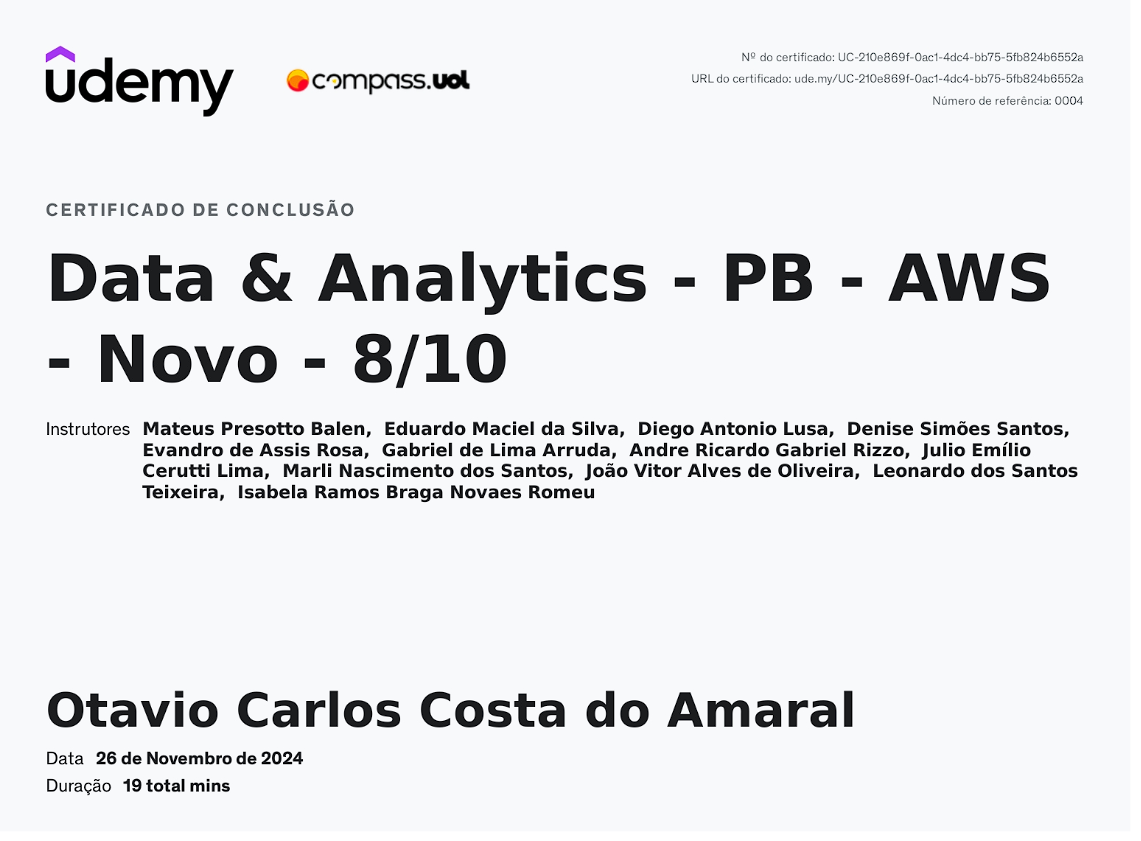 udemy
compass.uol
Nº do certificado: UC-210e869f-0ac1-4dc4-bb75-5fb824b6552a
URL do certificado: ude.my/UC-210e869f-0ac1-4dc4-bb75-5fb824b6552a
Número de referência: 0004
CERTIFICADO DE CONCLUSÃO
Data & Analytics - PB - AWS
- Novo - 8/10
Instrutores Mateus Presotto Balen, Eduardo Maciel da Silva, Diego Antonio Lusa, Denise Simões Santos,
Evandro de Assis Rosa, Gabriel de Lima Arruda, Andre Ricardo Gabriel Rizzo, Julio Emílio
Cerutti Lima, Marli Nascimento dos Santos, João Vitor Alves de Oliveira, Leonardo dos Santos
Teixeira, Isabela Ramos Braga Novaes Romeu
Otavio Carlos Costa do Amaral
Data 26 de Novembro de 2024
Duração 19 total mins